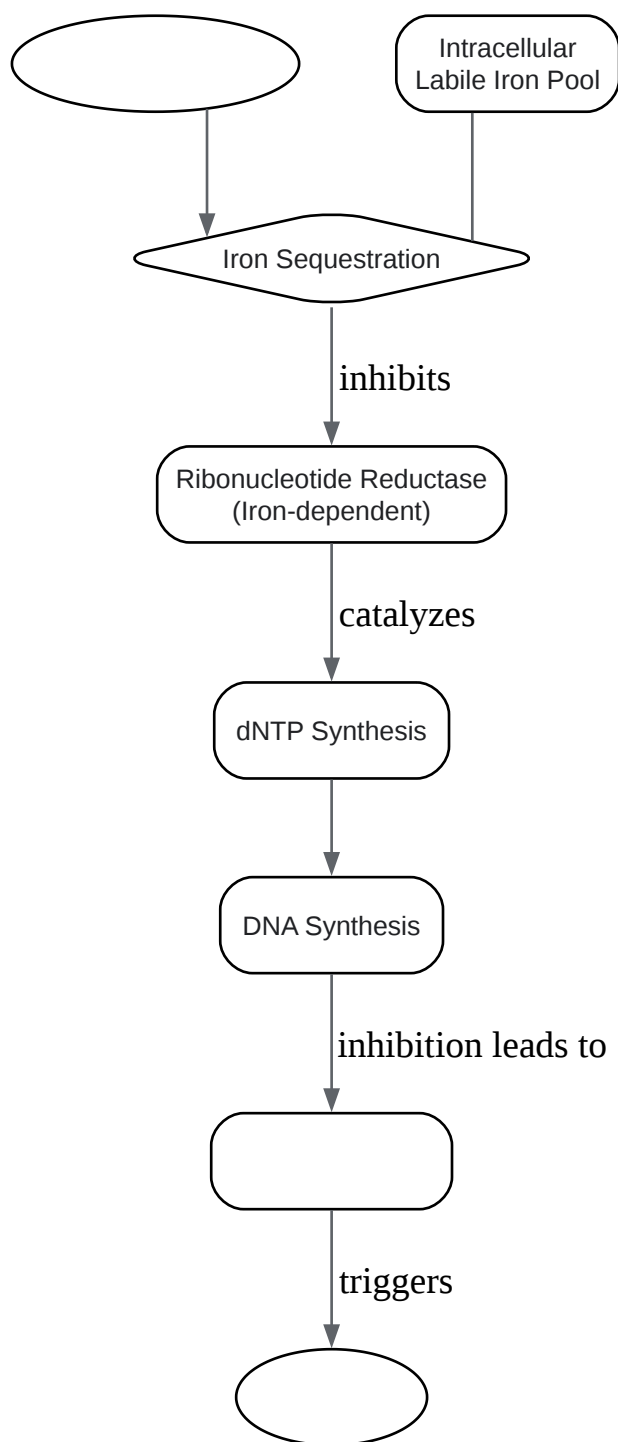 Intracellular
Labile Iron Pool
Iron Sequestration
inhibits
Ribonucleotide Reductase
(Iron-dependent)
catalyzes
dNTP Synthesis
DNA Synthesis
inhibition leads to
triggers